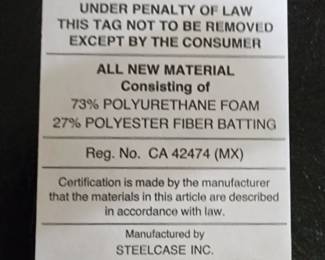 UNDER PENALTY OF LAW
THIS TAG NOT TO BE REMOVED
EXCEPT BY THE CONSUMER
ALL NEW MATERIAL
Consisting of
73% POLYURETHANE FOAM
27% POLYESTER FIBER BATTING
Reg. No. CA 42474 (MX)
Certification is made by the manufacturer
that the materials in this article are described
in accordance with law.
Manufactured by
STEELCASE INC.